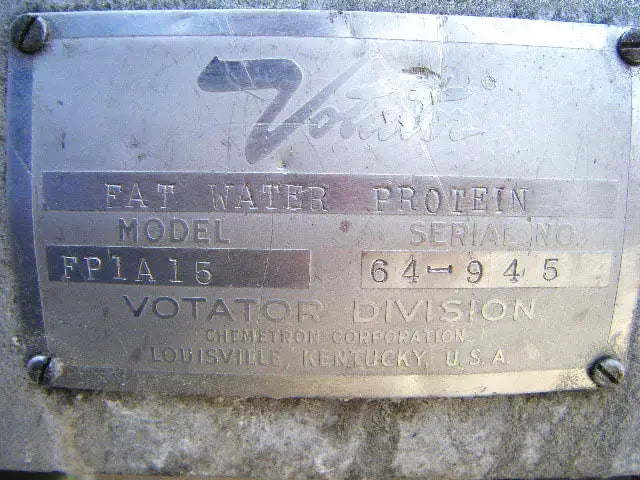 Votator®
FAT WATER PROTEIN
MODEL SERIAL NO.
FP1A15 64-945
VOTATOR DIVISION
CHEMETRON CORPORATION
LOUISVILLE, KENTUCKY, U.S.A.